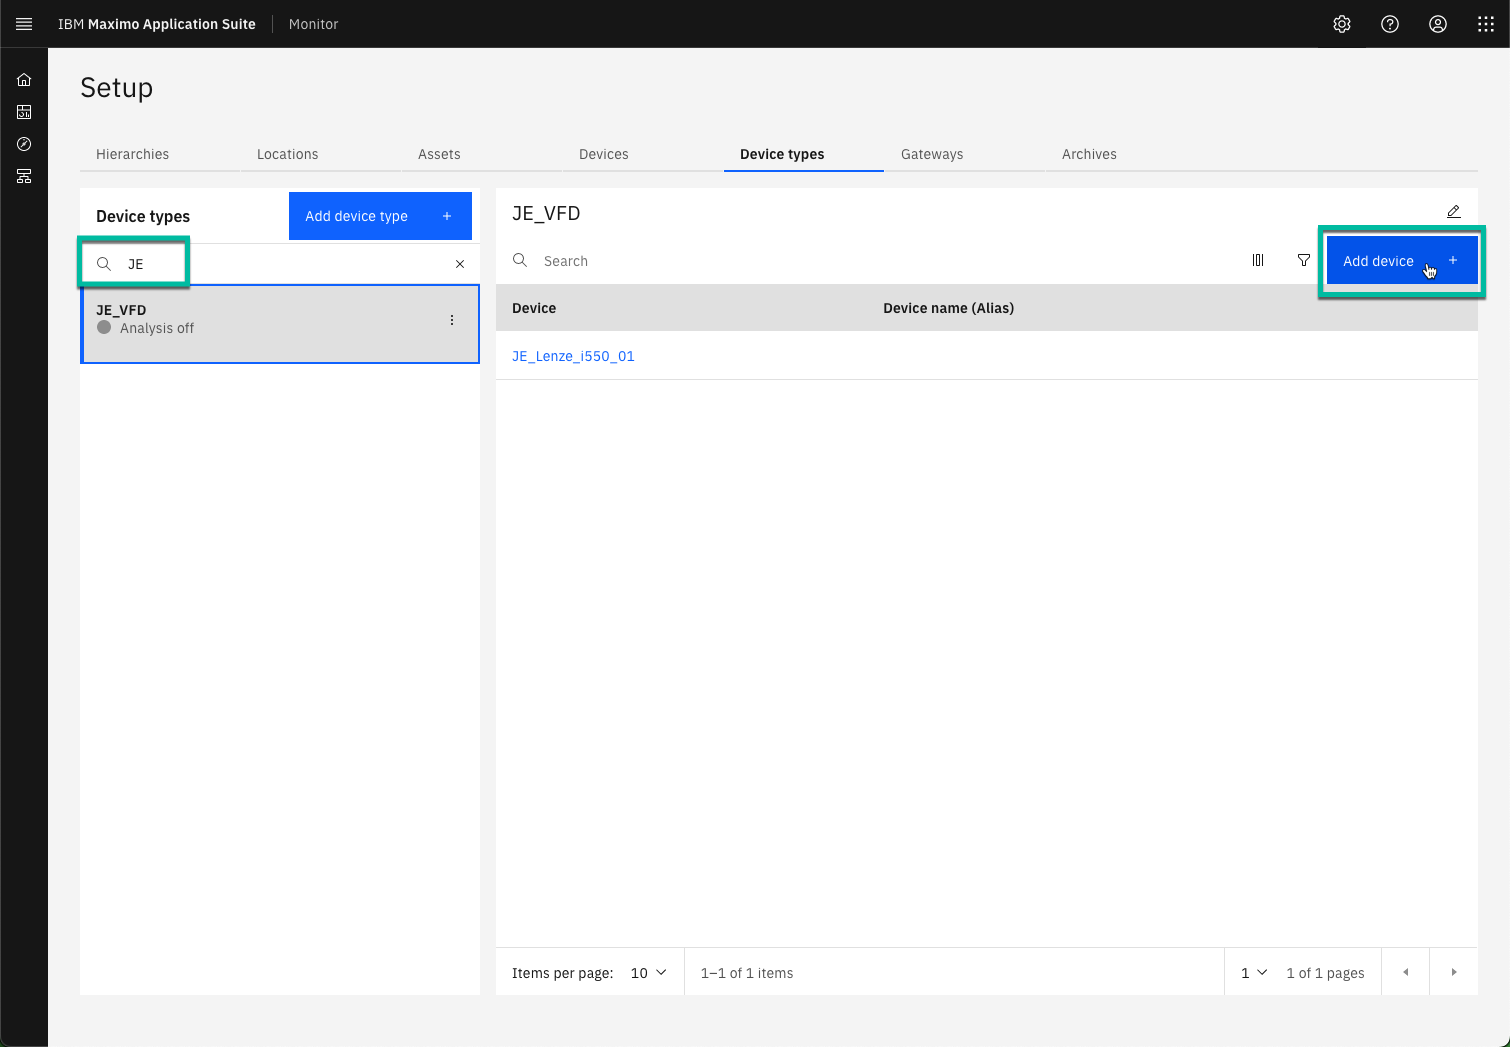 IBM Maximo Application Suite Monitor
Setup
Hierarchies Locations Assets Devices Device types Gateways Archives
Device types Add device type +
JE
JE_VFD
Analysis off
JE_VFD
Search Add device +
Device Device name (Alias)
JE_Lenze_i550_01
Items per page: 10 1–1 of 1 items 1 1 of 1 pages